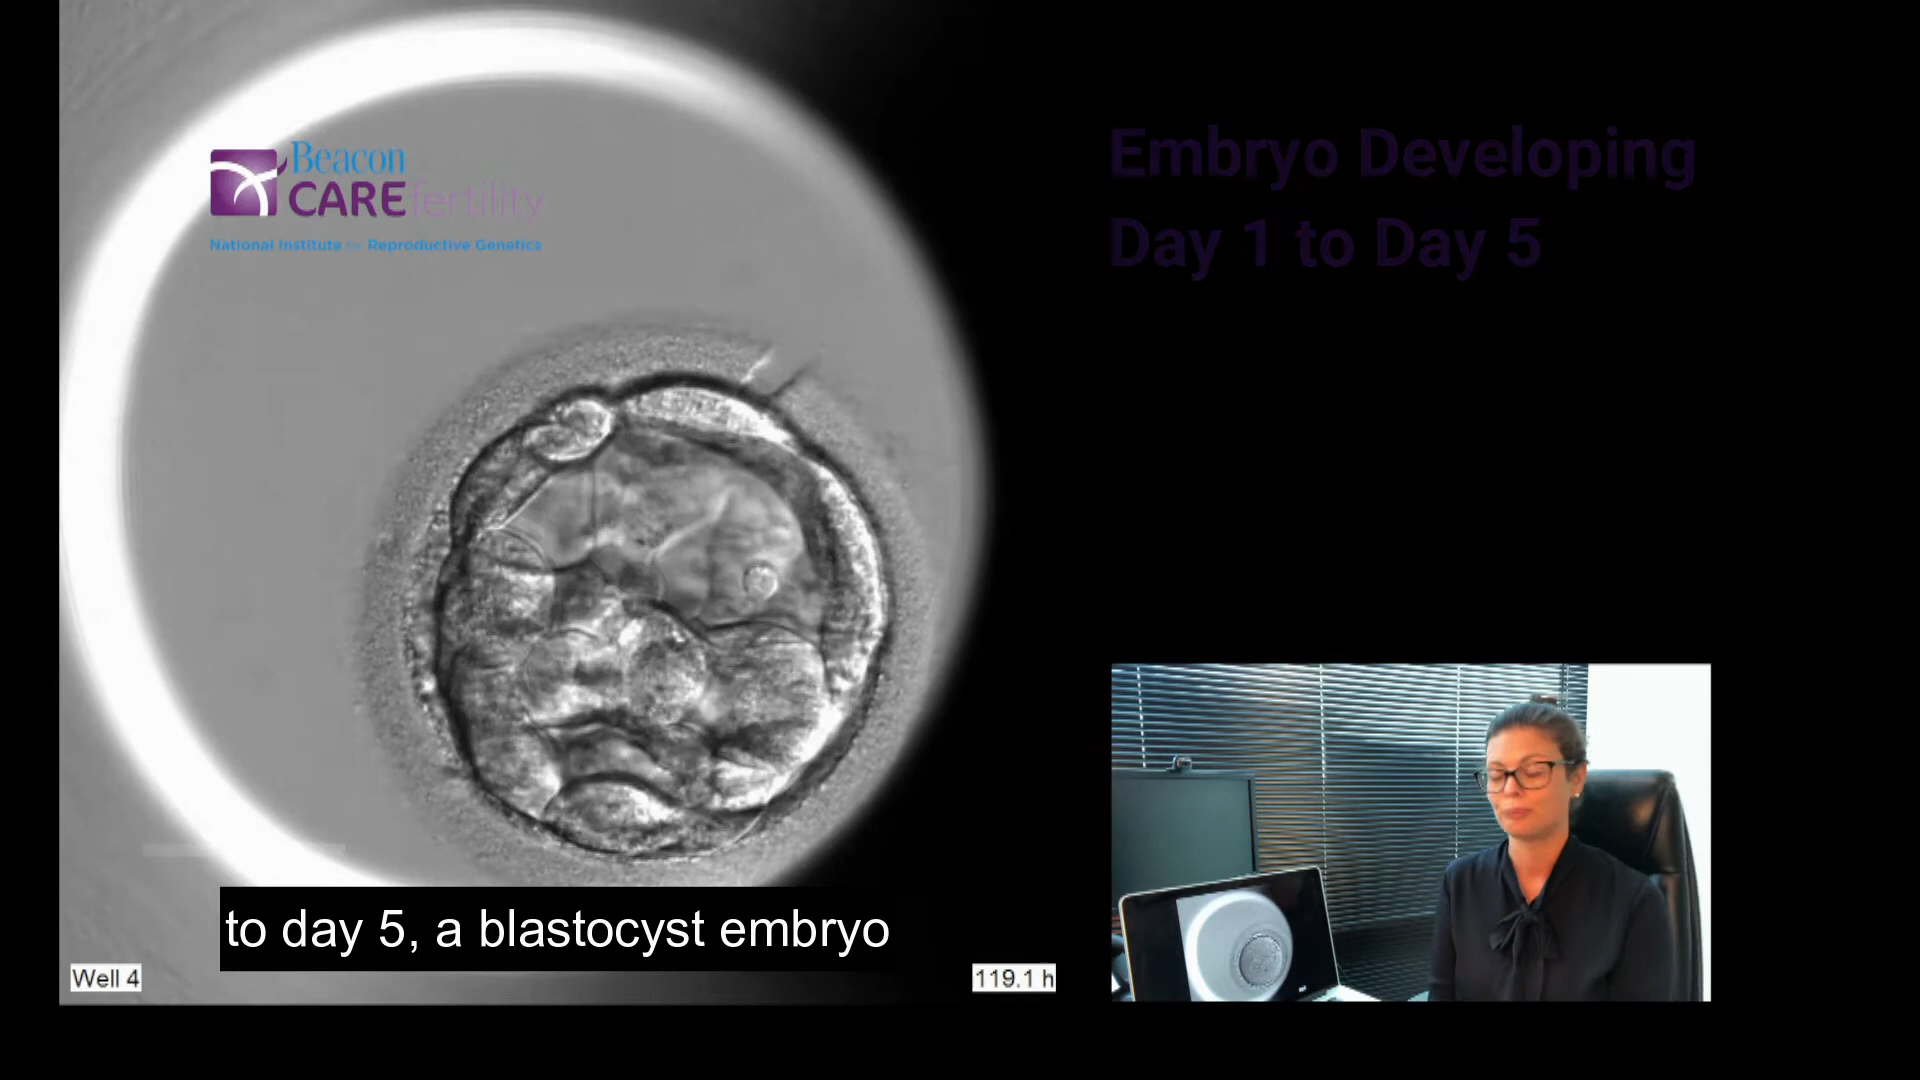 Beacon
CARE fertility
National Institute for Reproductive Genetics
Embryo Developing
Day 1 to Day 5
to day 5, a blastocyst embryo
Well 4
119.1 h